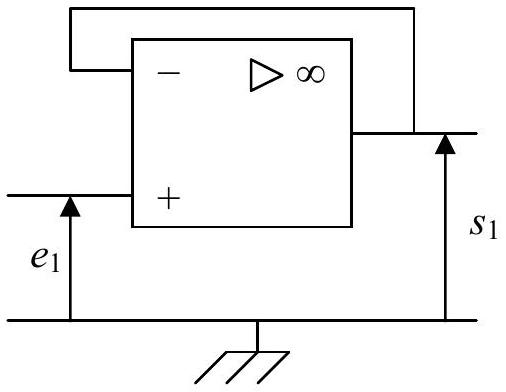 − ▷ ∞
+
e₁
s₁